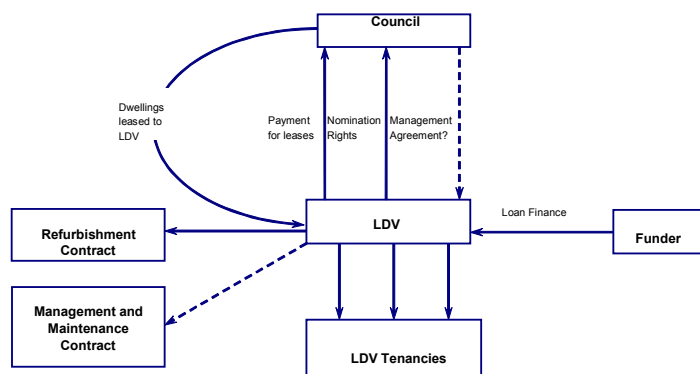 Council
Dwellings
leased to
LDV
Payment
for leases
Nomination
Rights
Management
Agreement?
LDV
Loan Finance
Refurbishment
Contract
Funder
Management and
Maintenance
Contract
LDV Tenancies